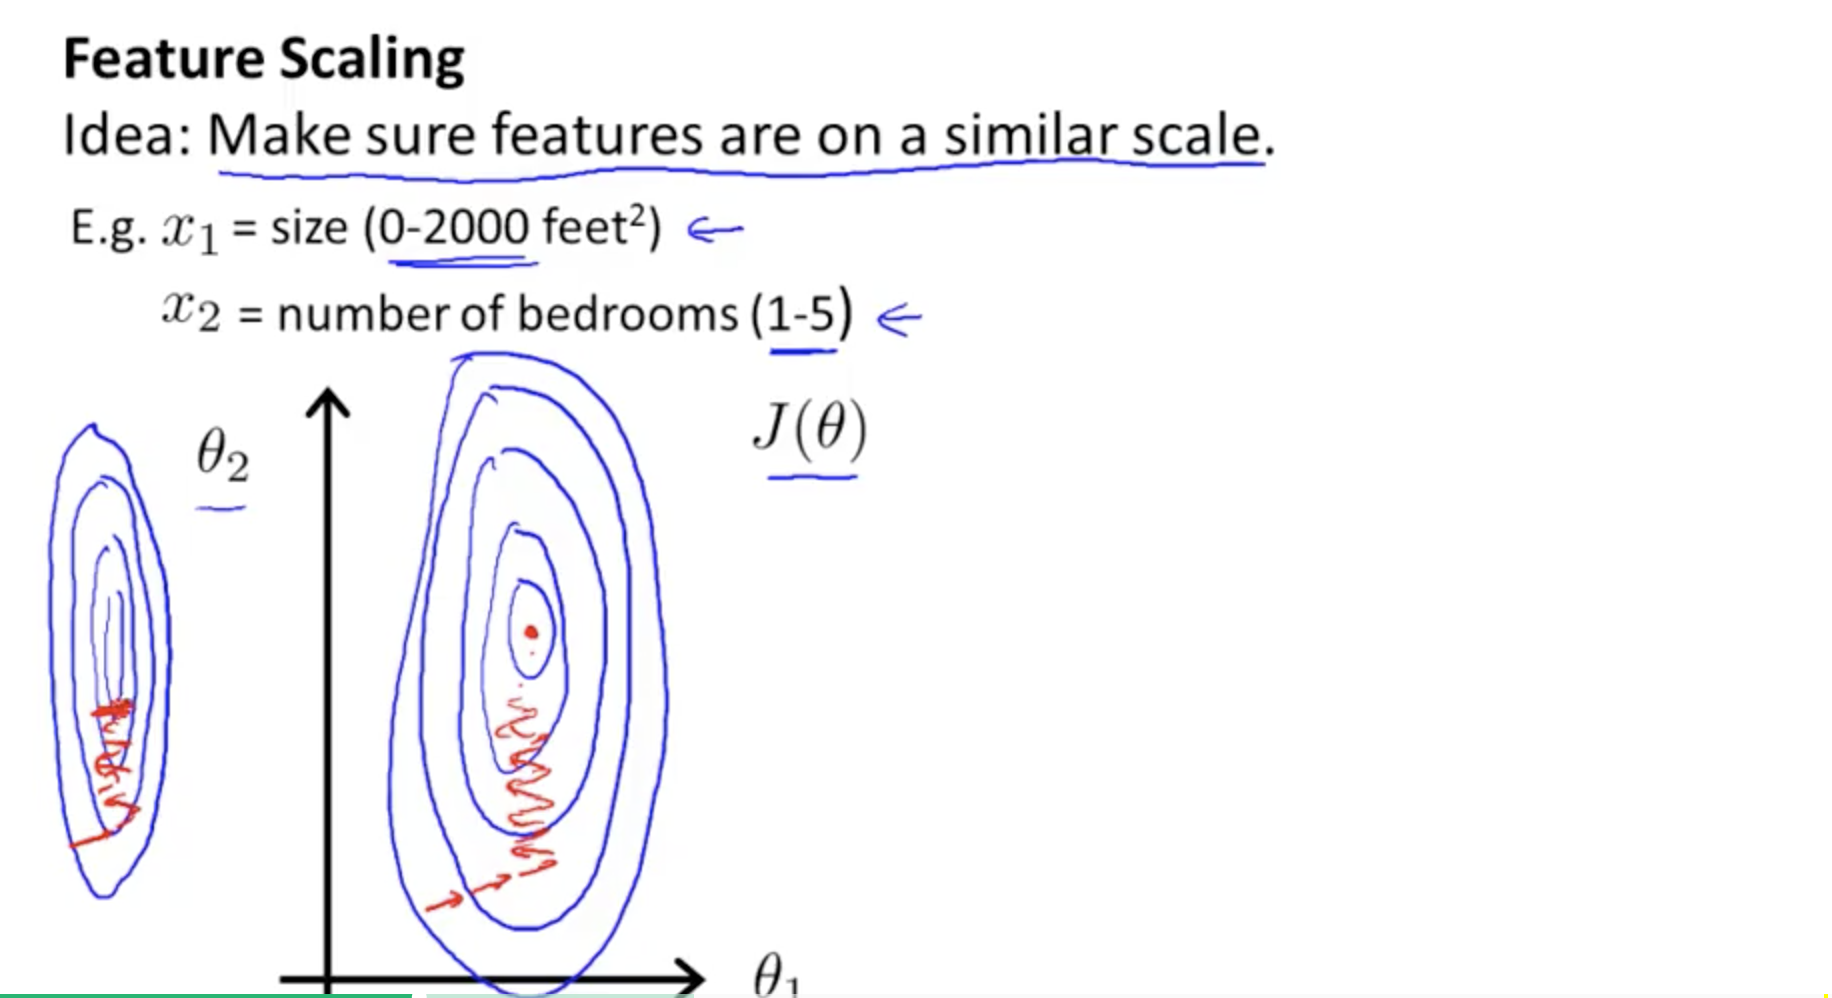 Feature Scaling
Idea: Make sure features are on a similar scale.
E.g. x₁ = size (0-2000 feet²) ←
x₂ = number of bedrooms (1-5) ←
θ₂
J(θ)
θ₁